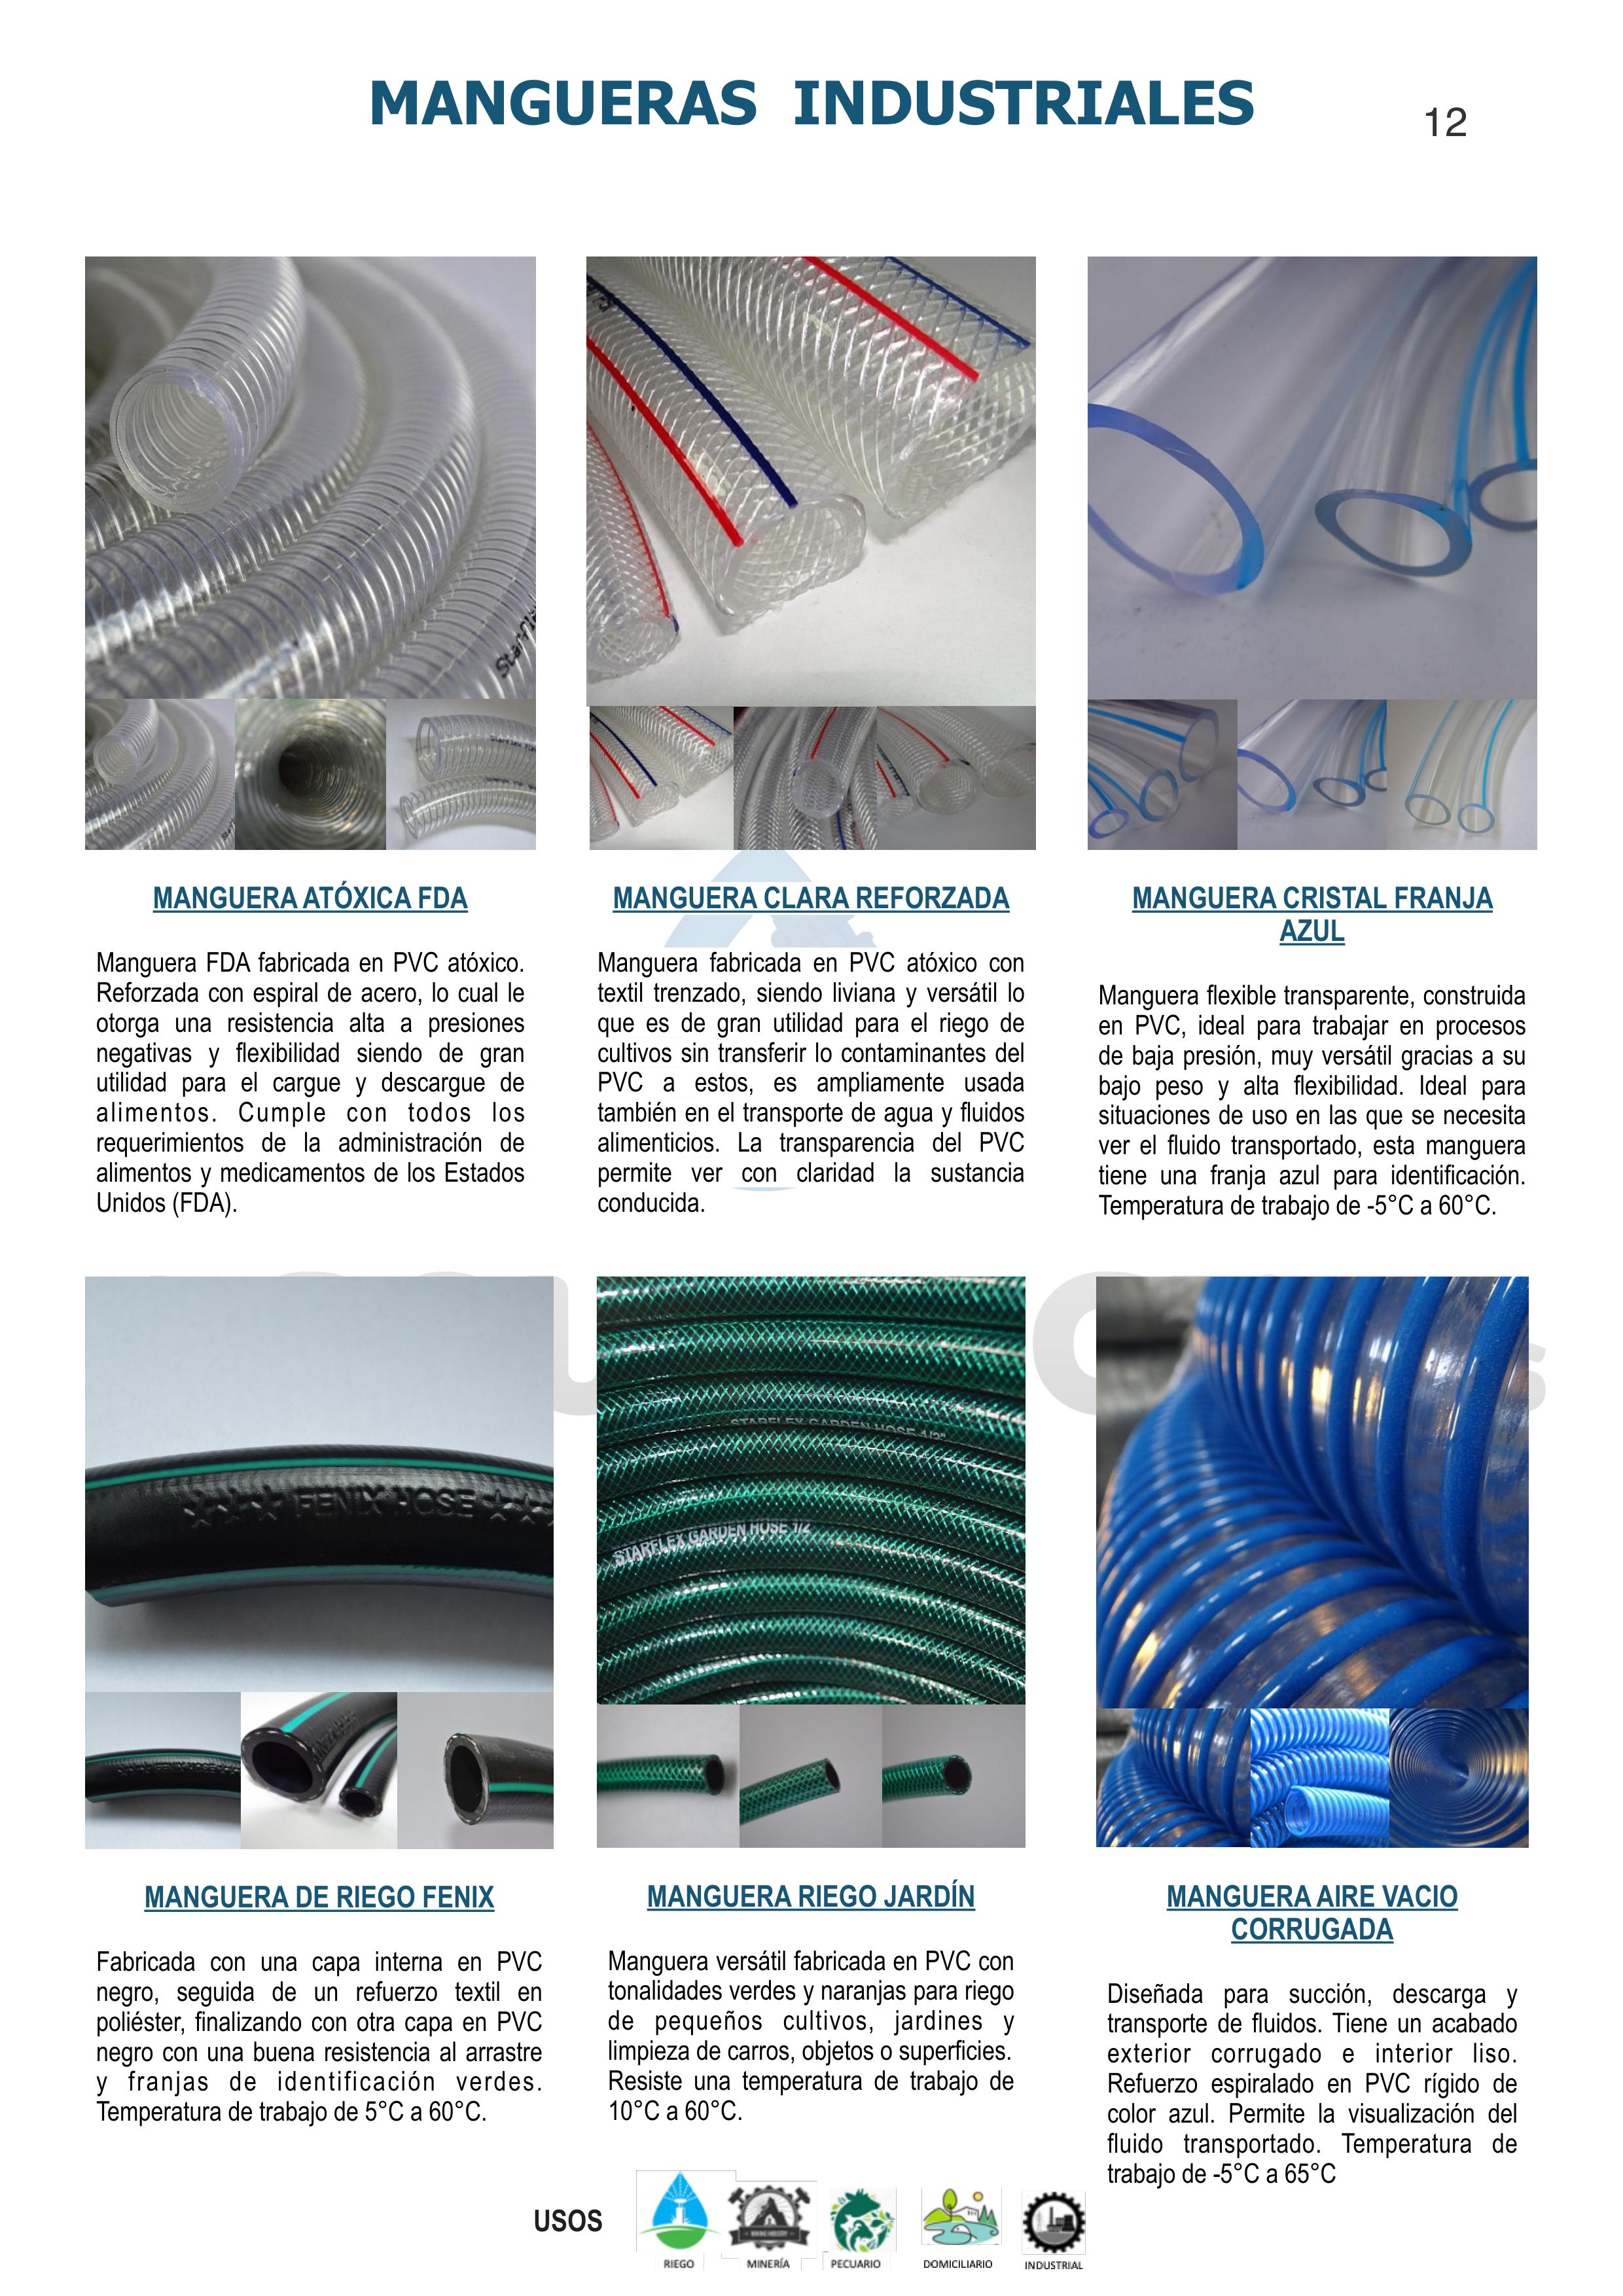 MANGUERAS INDUSTRIALES
12
MANGUERA ATÓXICA FDA
Manguera FDA fabricada en PVC atóxico.
Reforzada con espiral de acero, lo cual le
otorga una resistencia alta a presiones
negativas y flexibilidad siendo de gran
utilidad para el cargue y descargue de
alimentos. Cumple con todos los
requerimientos de la administración de
alimentos y medicamentos de los Estados
Unidos (FDA).
MANGUERA CLARA REFORZADA
Manguera fabricada en PVC atóxico con
textil trenzado, siendo liviana y versátil lo
que es de gran utilidad para el riego de
cultivos sin transferir lo contaminantes del
PVC a estos, es ampliamente usada
también en el transporte de agua y fluidos
alimenticios. La transparencia del PVC
permite ver con claridad la sustancia
conducida.
MANGUERA CRISTAL FRANJA
AZUL
Manguera flexible transparente, construida
en PVC, ideal para trabajar en procesos
de baja presión, muy versátil gracias a su
bajo peso y alta flexibilidad. Ideal para
situaciones de uso en las que se necesita
ver el fluido transportado, esta manguera
tiene una franja azul para identificación.
Temperatura de trabajo de -5°C a 60°C.
FENIX HOSE
STARFLEX GARDEN HOSE 1/2"
STARFLEX GARDEN HOSE 1/2
MANGUERA DE RIEGO FENIX
Fabricada con una capa interna en PVC
negro, seguida de un refuerzo textil en
poliéster, finalizando con otra capa en PVC
negro con una buena resistencia al arrastre
y franjas de identificación verdes.
Temperatura de trabajo de 5°C a 60°C.
MANGUERA RIEGO JARDÍN
Manguera versátil fabricada en PVC con
tonalidades verdes y naranjas para riego
de pequeños cultivos, jardines y
limpieza de carros, objetos o superficies.
Resiste una temperatura de trabajo de
10°C a 60°C.
MANGUERA AIRE VACIO
CORRUGADA
Diseñada para succión, descarga y
transporte de fluidos. Tiene un acabado
exterior corrugado e interior liso.
Refuerzo espiralado en PVC rígido de
color azul. Permite la visualización del
fluido transportado. Temperatura de
trabajo de -5°C a 65°C
USOS
RIEGO
MINERÍA
PECUARIO
DOMICILIARIO
INDUSTRIAL